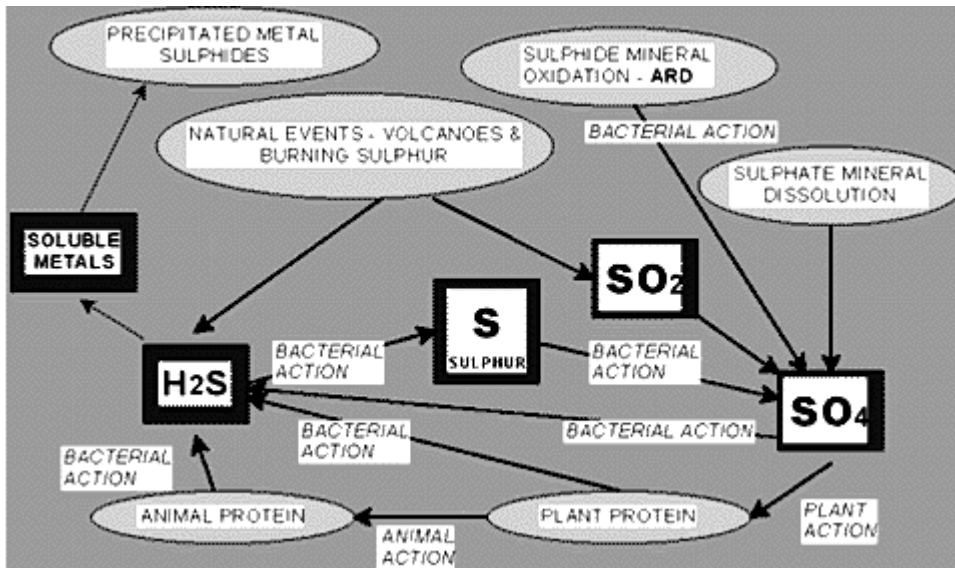 PRECIPITATED METAL
SULPHIDES
SULPHIDE MINERAL
OXIDATION - ARD
NATURAL EVENTS - VOLCANOES &
BURNING SULPHUR
BACTERIAL ACTION
SULPHATE MINERAL
DISSOLUTION
SOLUBLE
METALS
SO2
S
SULPHUR
BACTERIAL
ACTION
BACTERIAL
ACTION
H2S
SO4
BACTERIAL
ACTION
BACTERIAL ACTION
BACTERIAL
ACTION
ANIMAL PROTEIN
ANIMAL
ACTION
PLANT PROTEIN
PLANT
ACTION